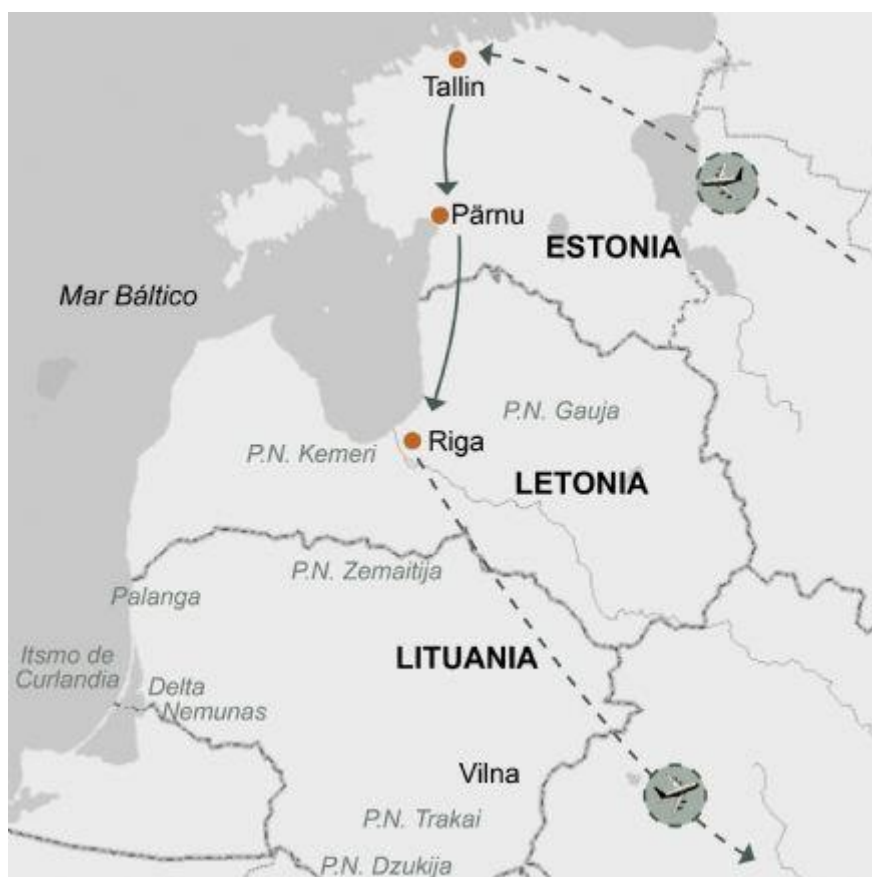 Tallin
Pärnu
ESTONIA
Mar Báltico
P.N. Gauja
Riga
P.N. Kemeri
LETONIA
P.N. Zemaitija
Palanga
Itsmo de
Curlandia
LITUANIA
Delta
Nemunas
Vilna
P.N. Trakai
P.N. Dzukija